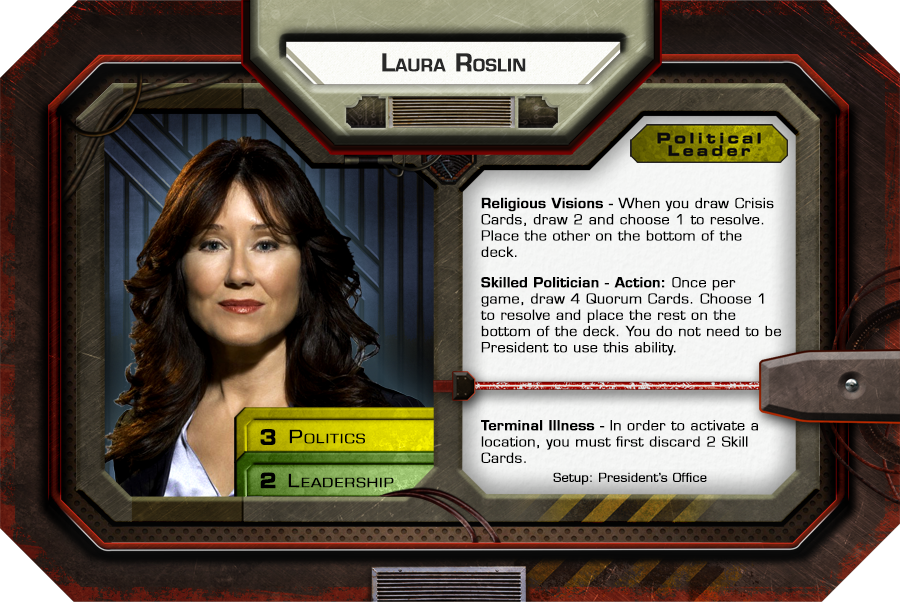 Laura Roslin
Political
Leader
Religious Visions - When you draw Crisis
Cards, draw 2 and choose 1 to resolve.
Place the other on the bottom of the
deck.
Skilled Politician - Action: Once per
game, draw 4 Quorum Cards. Choose 1
to resolve and place the rest on the
bottom of the deck. You do not need to be
President to use this ability.
Terminal Illness - In order to activate a
location, you must first discard 2 Skill
Cards.
Setup: President's Office
3 Politics
2 Leadership